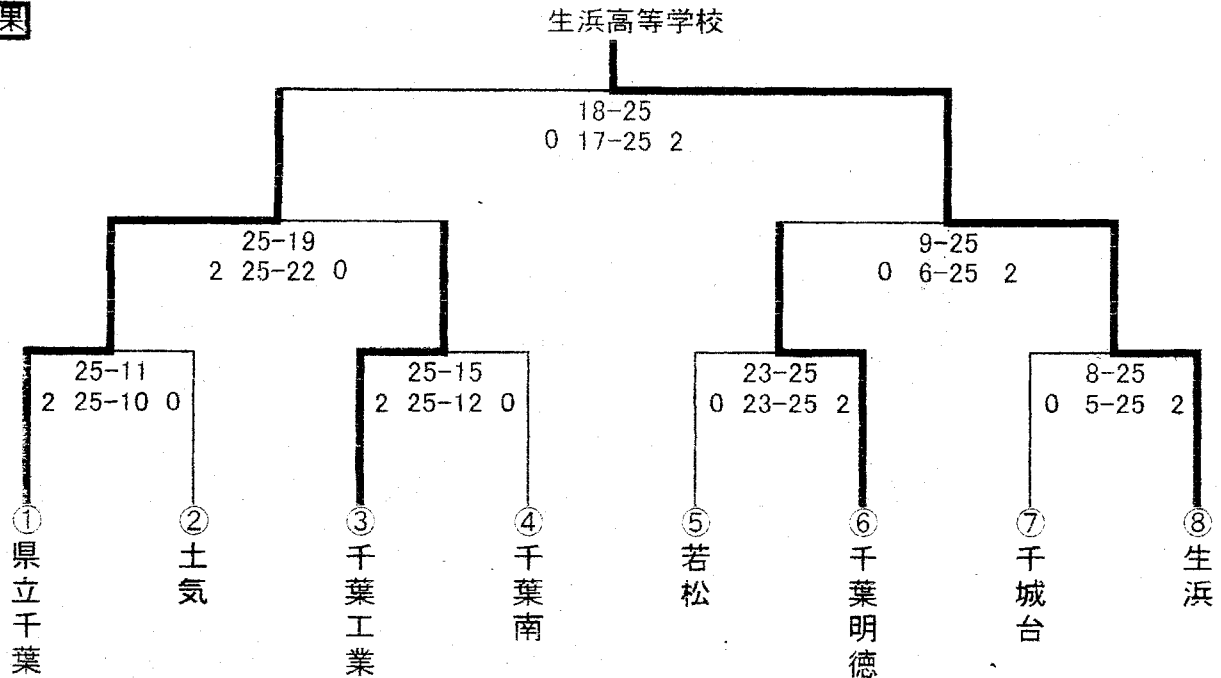 果
生浜高等学校
18-25
0 17-25 2
25-19
2 25-22 0
9-25
0 6-25 2
25-11
2 25-10 0
25-15
2 25-12 0
23-25
0 23-25 2
8-25
0 5-25 2
①県立千葉
②土気
③千葉工業
④千葉南
⑤若松
⑥千葉明徳
⑦千城台
⑧生浜